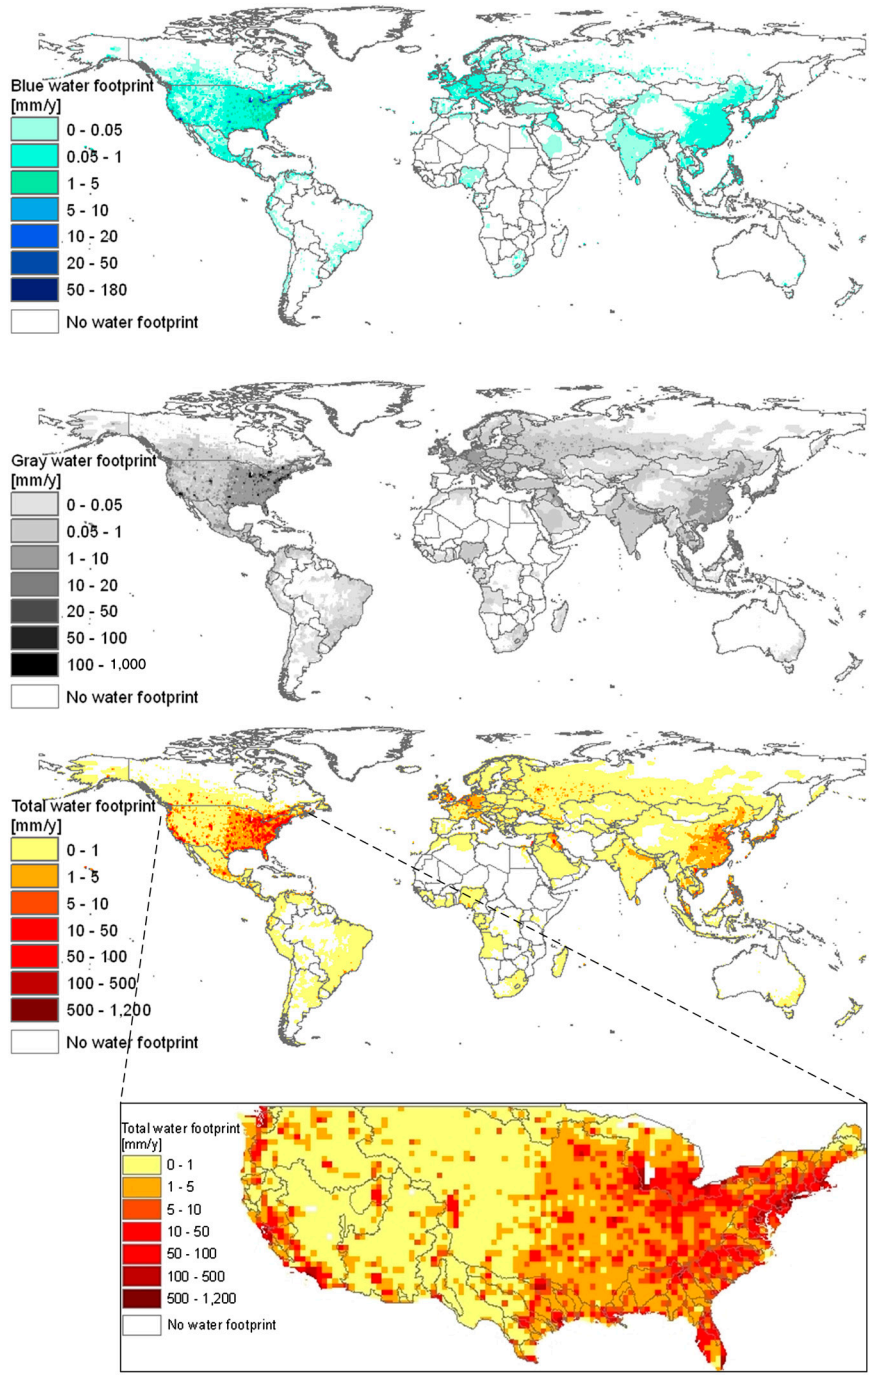 Blue water footprint
[mm/y]
0 - 0.05
0.05 - 1
1 - 5
5 - 10
10 - 20
20 - 50
50 - 180
No water footprint
Gray water footprint
[mm/y]
0 - 0.05
0.05 - 1
1 - 10
10 - 20
20 - 50
50 - 100
100 - 1,000
No water footprint
Total water footprint
[mm/y]
0 - 1
1 - 5
5 - 10
10 - 50
50 - 100
100 - 500
500 - 1,200
No water footprint
Total water footprint
[mm/y]
0 - 1
1 - 5
5 - 10
10 - 50
50 - 100
100 - 500
500 - 1,200
No water footprint